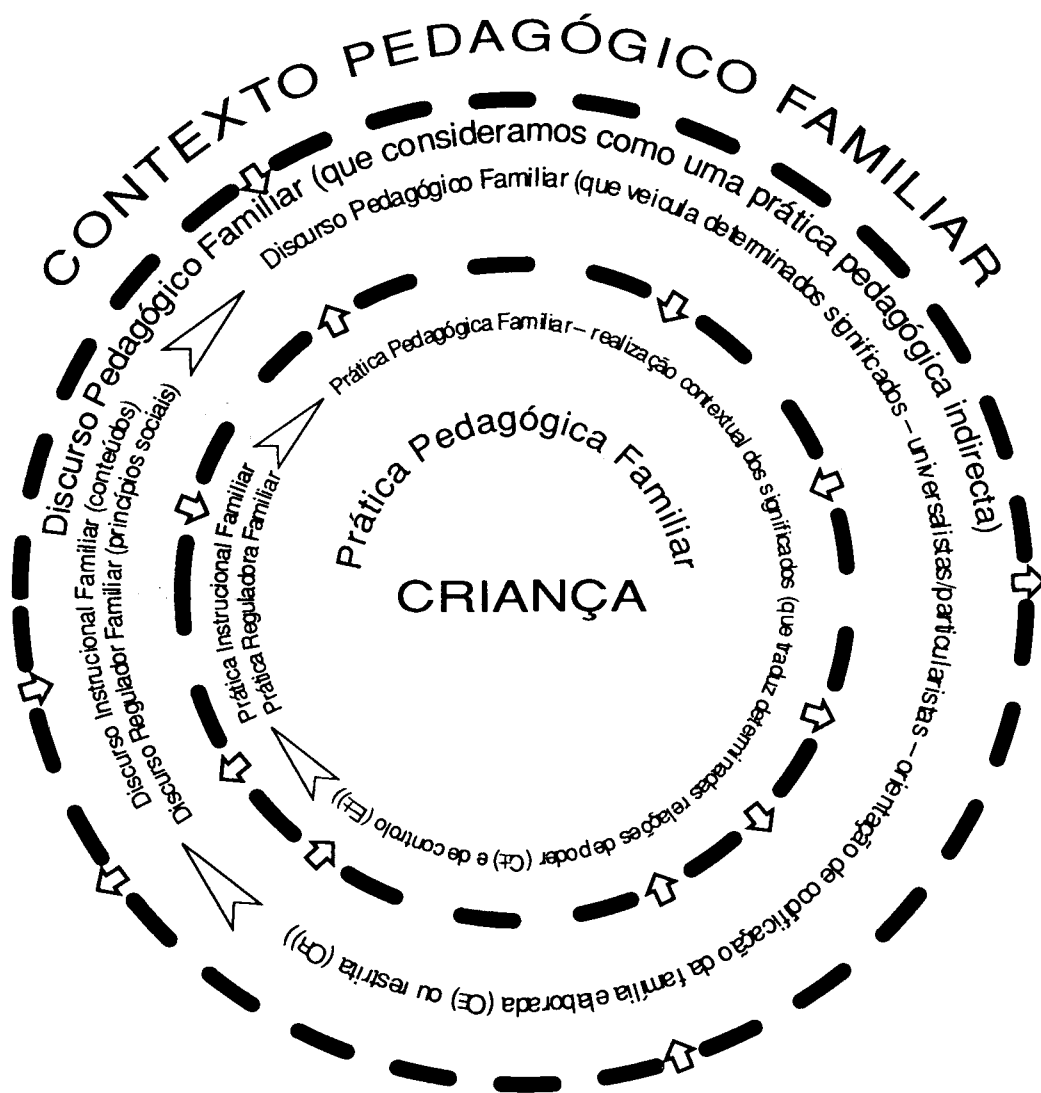 CONTEXTO PEDAGÓGICO FAMILIAR
Discurso Pedagógico Familiar (que consideramos como uma prática pedagógica indirecta)
Discurso Pedagógico Familiar (que veicula determinados significados – universalistas/particularistas – orientação de codificação da família elaborada (OE) ou restrita (OR))
Discurso Instrucional Familiar (conteúdos)
Discurso Regulador Familiar (princípios sociais)
Prática Pedagógica Familiar – realização contextual dos significados (que traduz determinadas relações de poder (C±) e de controlo (E±))
Prática Instrucional Familiar
Prática Reguladora Familiar
Prática Pedagógica Familiar
CRIANÇA